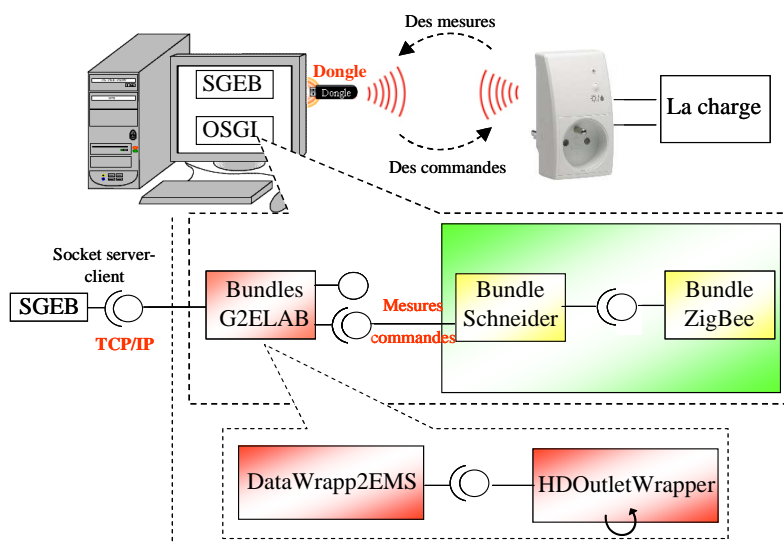 Des mesures
Dongle
SGEB
Dongle
OSGI
La charge
Des commandes
Socket server-
client
SGEB
TCP/IP
Bundles
G2ELAB
Mesures
commandes
Bundle
Schneider
Bundle
ZigBee
DataWrapp2EMS
HDOutletWrapper